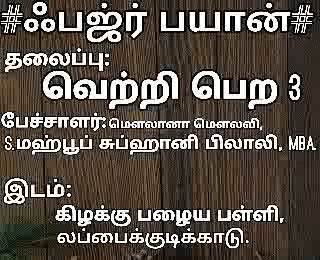 #ஃபஜ்ர் பயான்#
தலைப்பு:
வெற்றி பெற 3
பேச்சாளர்: மௌலானா மௌலவி,
S.மஹ்பூப் சுப்ஹானி பிலாலி, MBA.
இடம்:
கிழக்கு பழைய பள்ளி,
லப்பைக்குடிக்காடு.